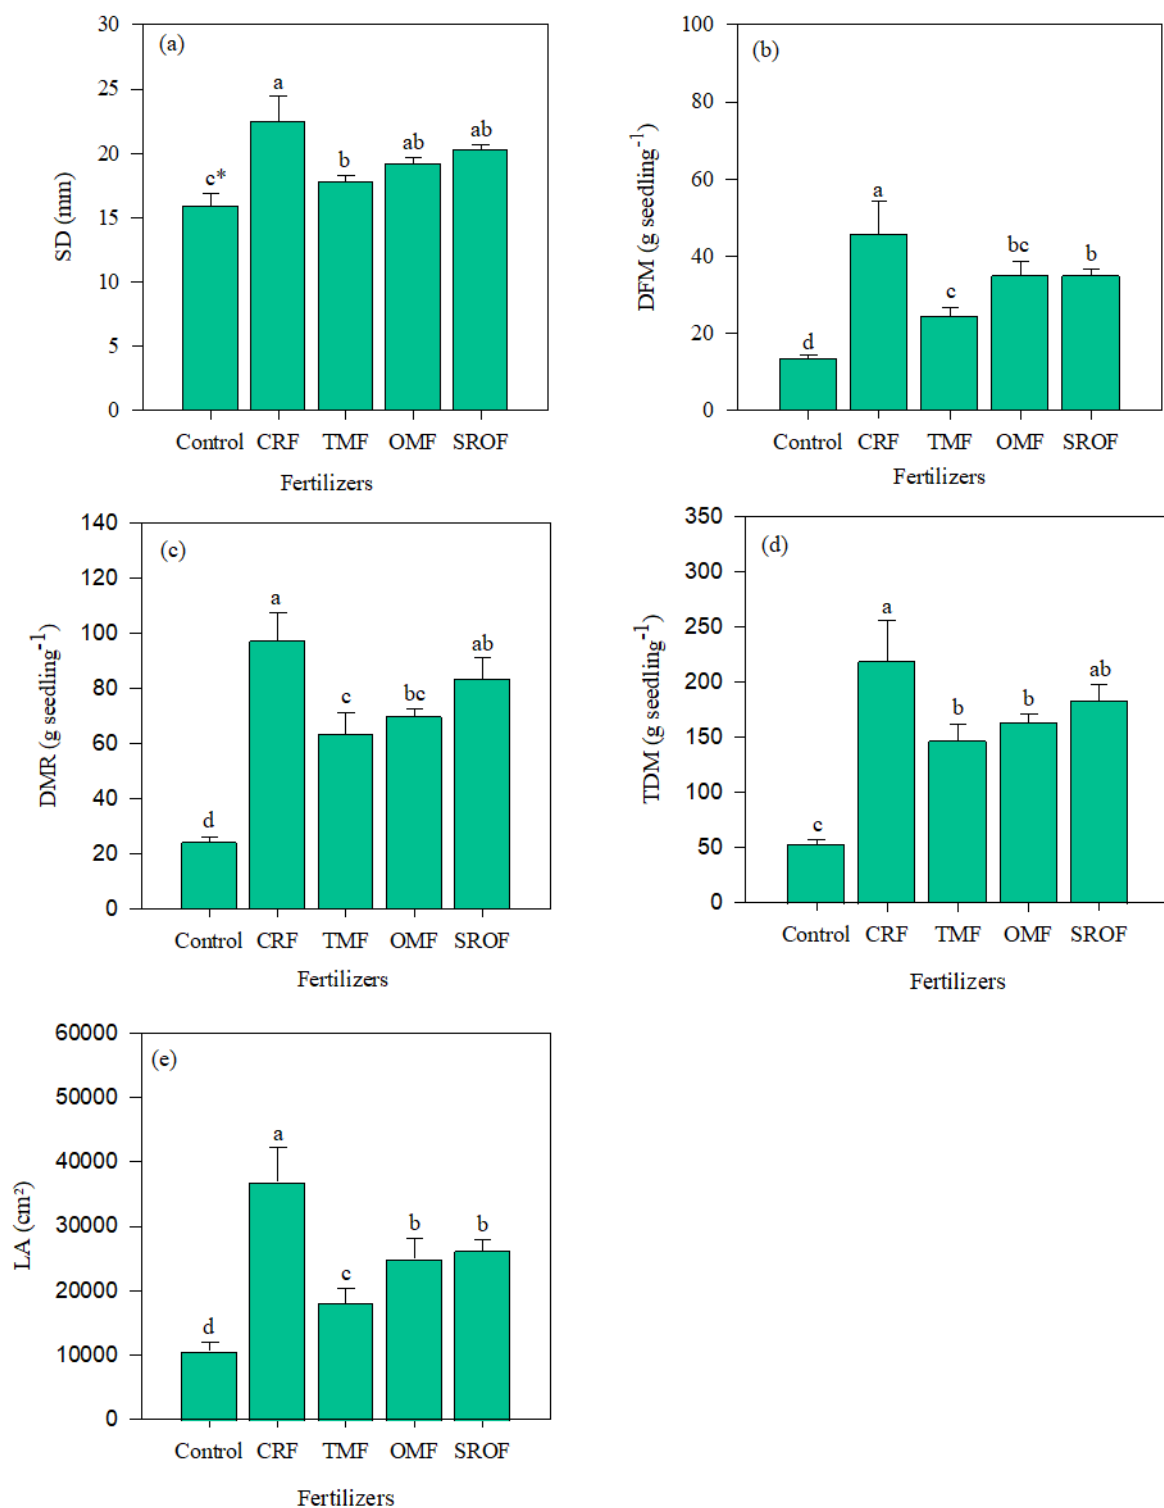 (a)
30
25
20
15
10
5
0
SD (mm)
c*
a
b
ab
ab
Control CRF TMF OMF SROF
Fertilizers
(b)
100
80
60
40
20
0
DFM (g seedling⁻¹)
d
a
c
bc
b
Control CRF TMF OMF SROF
Fertilizers
(c)
140
120
100
80
60
40
20
0
DMR (g seedling⁻¹)
d
a
c
bc
ab
Control CRF TMF OMF SROF
Fertilizers
(d)
350
300
250
200
150
100
50
0
TDM (g seedling⁻¹)
c
a
b
b
ab
Control CRF TMF OMF SROF
Fertilizers
(e)
60000
50000
40000
30000
20000
10000
0
LA (cm²)
d
a
c
b
b
Control CRF TMF OMF SROF
Fertilizers